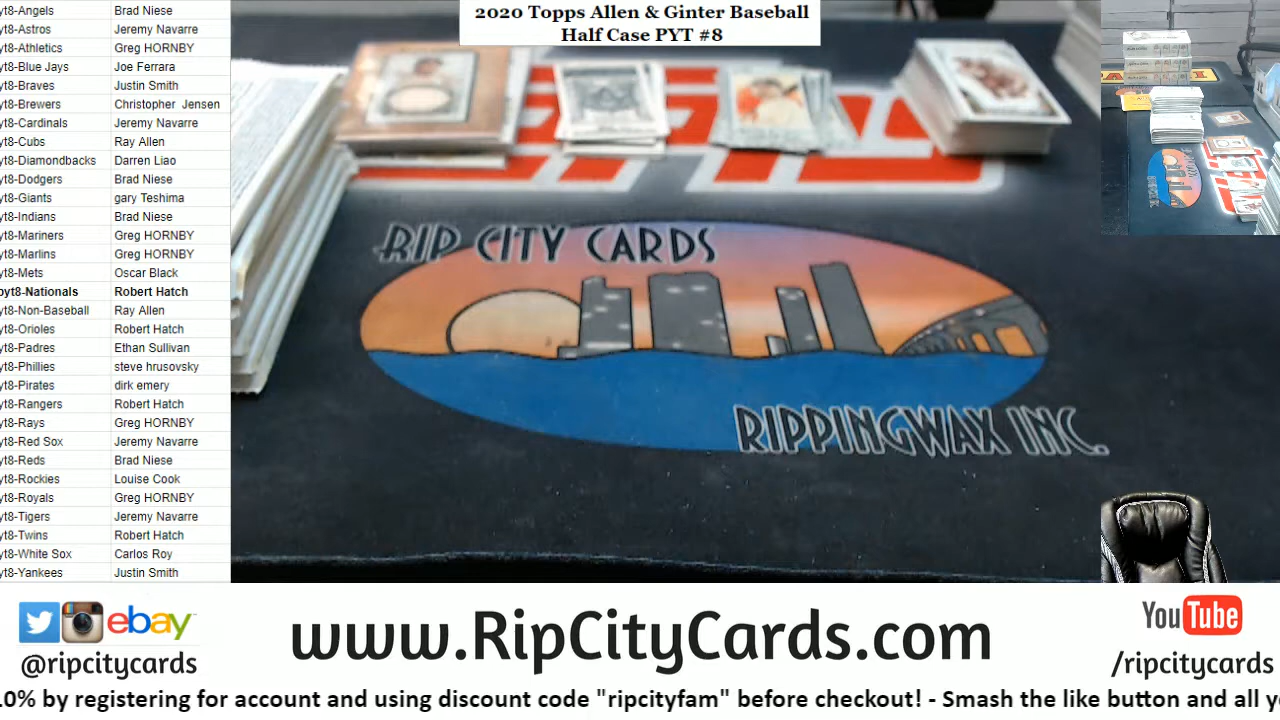 2020 Topps Allen & Ginter Baseball
Half Case PYT #8
yt8-Angels Brad Niese
yt8-Astros Jeremy Navarre
yt8-Athletics Greg HORNBY
yt8-Blue Jays Joe Ferrara
yt8-Braves Justin Smith
yt8-Brewers Christopher Jensen
yt8-Cardinals Jeremy Navarre
yt8-Cubs Ray Allen
yt8-Diamondbacks Darren Liao
yt8-Dodgers Brad Niese
yt8-Giants gary Teshima
yt8-Indians Brad Niese
yt8-Mariners Greg HORNBY
yt8-Marlins Greg HORNBY
yt8-Mets Oscar Black
pyt8-Nationals Robert Hatch
yt8-Non-Baseball Ray Allen
yt8-Orioles Robert Hatch
yt8-Padres Ethan Sullivan
yt8-Phillies steve hrusovsky
yt8-Pirates dirk emery
yt8-Rangers Robert Hatch
yt8-Rays Greg HORNBY
yt8-Red Sox Jeremy Navarre
yt8-Reds Brad Niese
yt8-Rockies Louise Cook
yt8-Royals Greg HORNBY
yt8-Tigers Jeremy Navarre
yt8-Twins Robert Hatch
yt8-White Sox Carlos Roy
yt8-Yankees Justin Smith
RIP CITY CARDS
RIPPINGWAX INC.
ebay
@ripcitycards
www.RipCityCards.com
YouTube
/ripcitycards
10% by registering for account and using discount code "ripcityfam" before checkout! - Smash the like button and all y